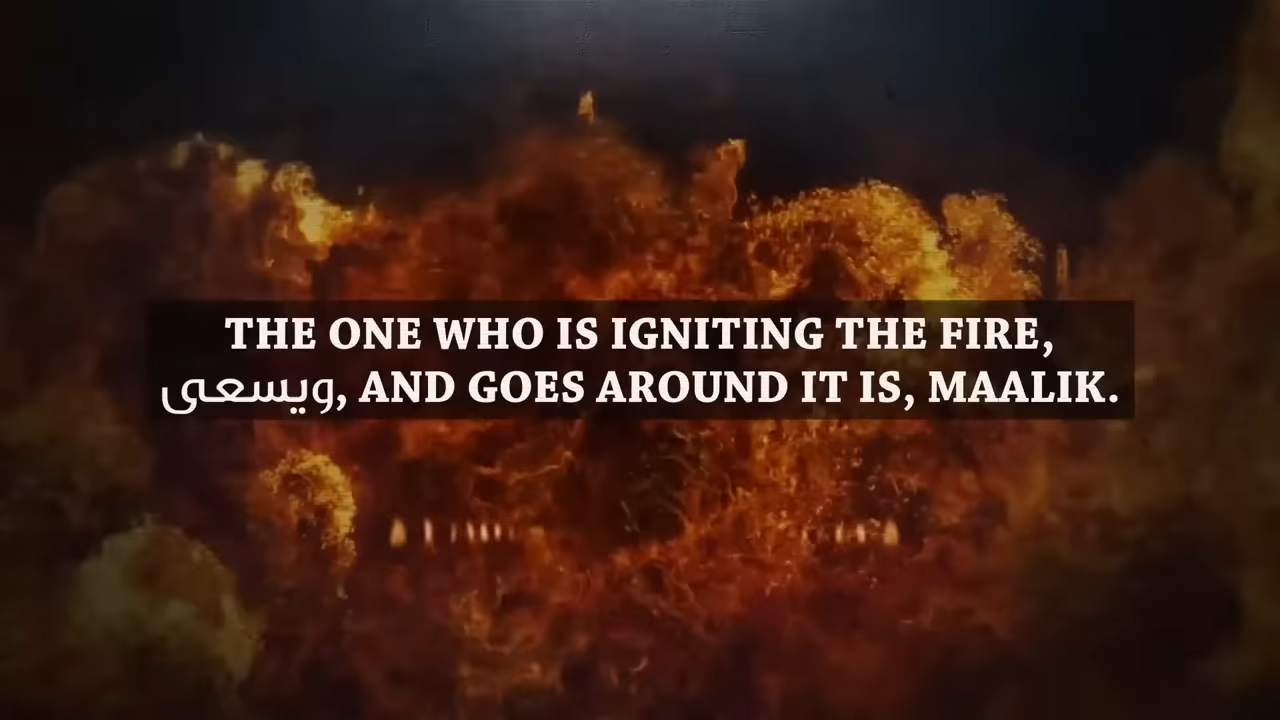 THE ONE WHO IS IGNITING THE FIRE,
ويسعى, AND GOES AROUND IT IS, MAALIK.